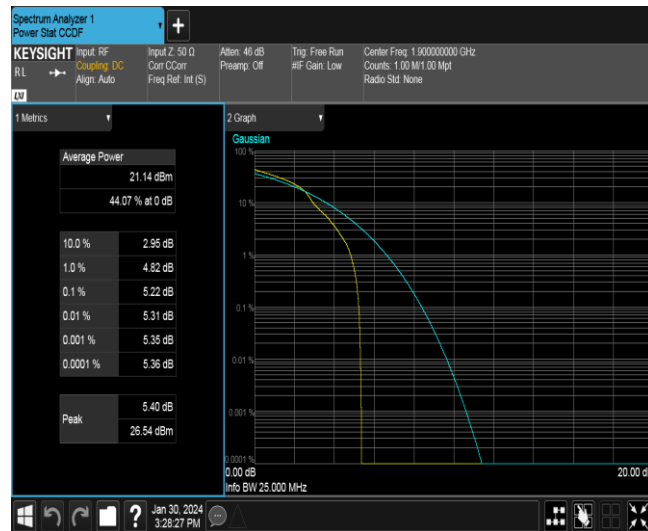 Spectrum Analyzer 1
Power Stat CCDF
+
KEYSIGHT
RL
LXI
Input: RF
Coupling: DC
Align: Auto
Input Z: 50 Ω
Corr CCorr
Freq Ref: Int (S)
Atten: 46 dB
Preamp: Off
Trig: Free Run
#IF Gain: Low
Center Freq: 1.900000000 GHz
Counts: 1.00 M/1.00 Mpt
Radio Std: None
1 Metrics
Average Power
21.14 dBm
44.07 % at 0 dB
10.0 % 2.95 dB
1.0 % 4.82 dB
0.1 % 5.22 dB
0.01 % 5.31 dB
0.001 % 5.35 dB
0.0001 % 5.36 dB
Peak
5.40 dB
26.54 dBm
2 Graph
Gaussian
100 %
10 %
1 %
0.1 %
0.01 %
0.001 %
0.0001 %
0.00 dB
20.00 d
Info BW 25.000 MHz
?
Jan 30, 2024
3:28:27 PM